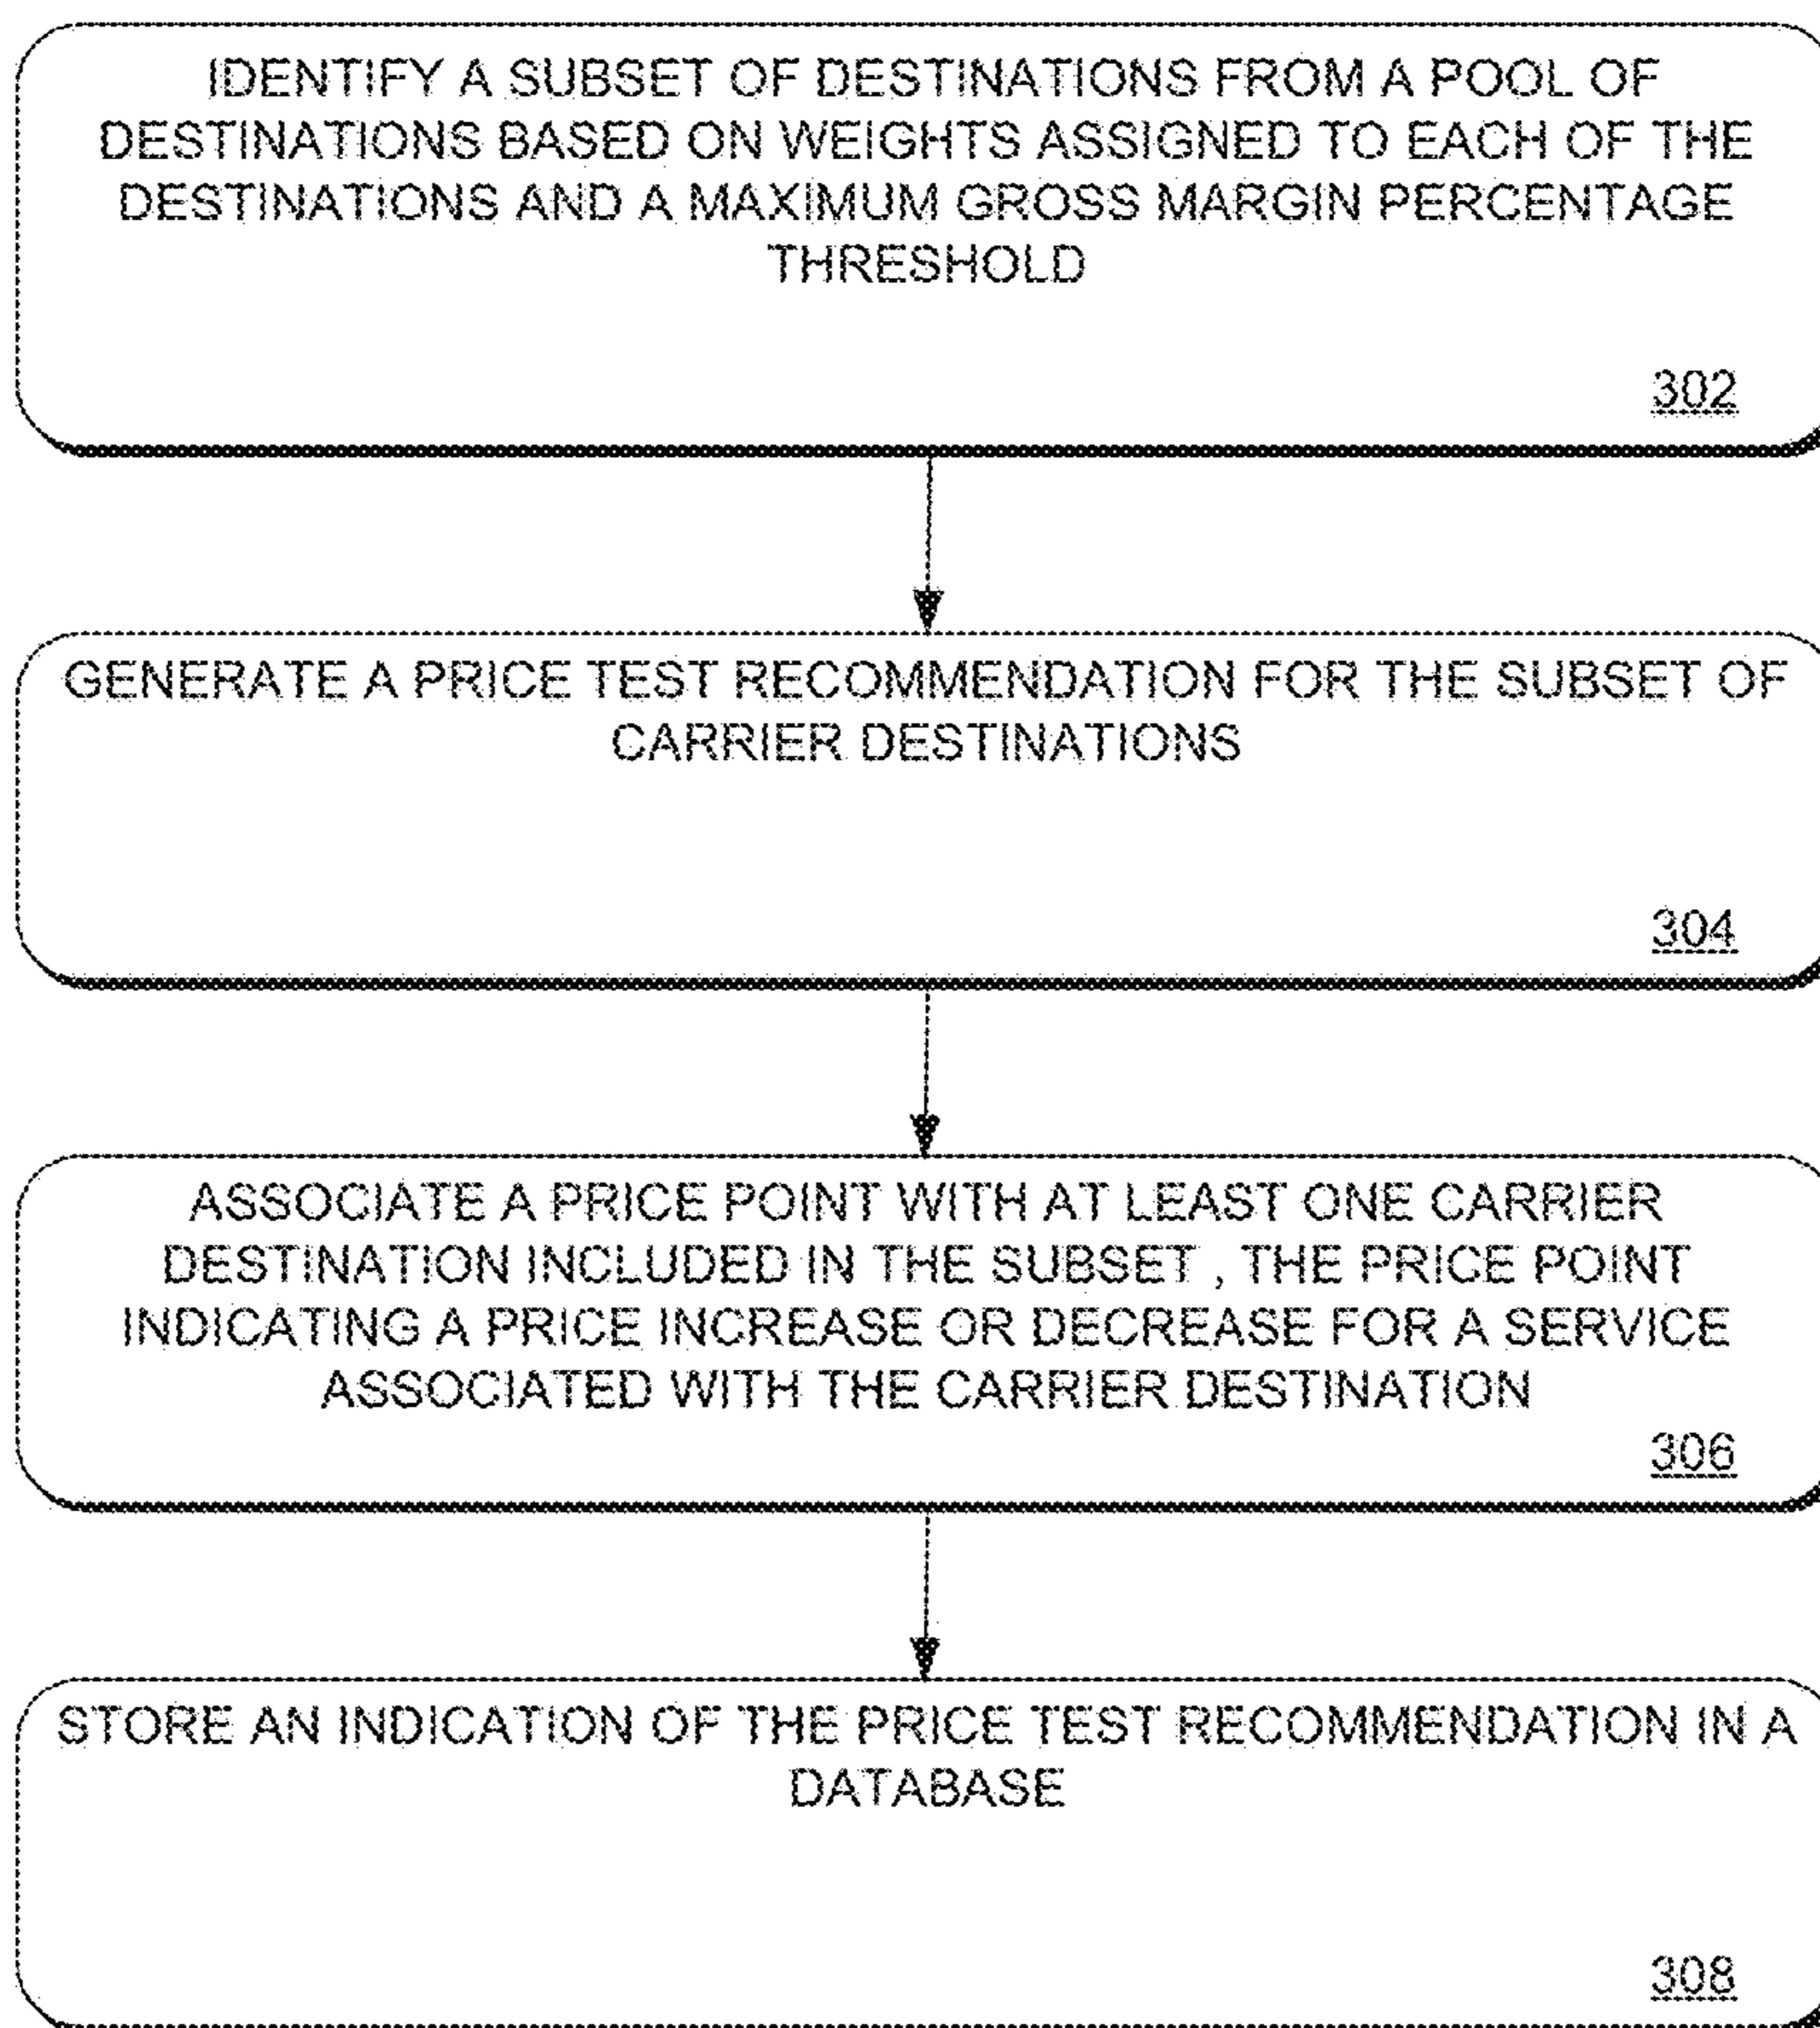 IDENTIFY A SUBSET OF DESTINATIONS FROM A POOL OF
DESTINATIONS BASED ON WEIGHTS ASSIGNED TO EACH OF THE
DESTINATIONS AND A MAXIMUM GROSS MARGIN PERCENTAGE
THRESHOLD
302
GENERATE A PRICE TEST RECOMMENDATION FOR THE SUBSET OF
CARRIER DESTINATIONS
304
ASSOCIATE A PRICE POINT WITH AT LEAST ONE CARRIER
DESTINATION INCLUDED IN THE SUBSET , THE PRICE POINT
INDICATING A PRICE INCREASE OR DECREASE FOR A SERVICE
ASSOCIATED WITH THE CARRIER DESTINATION
306
STORE AN INDICATION OF THE PRICE TEST RECOMMENDATION IN A
DATABASE
308